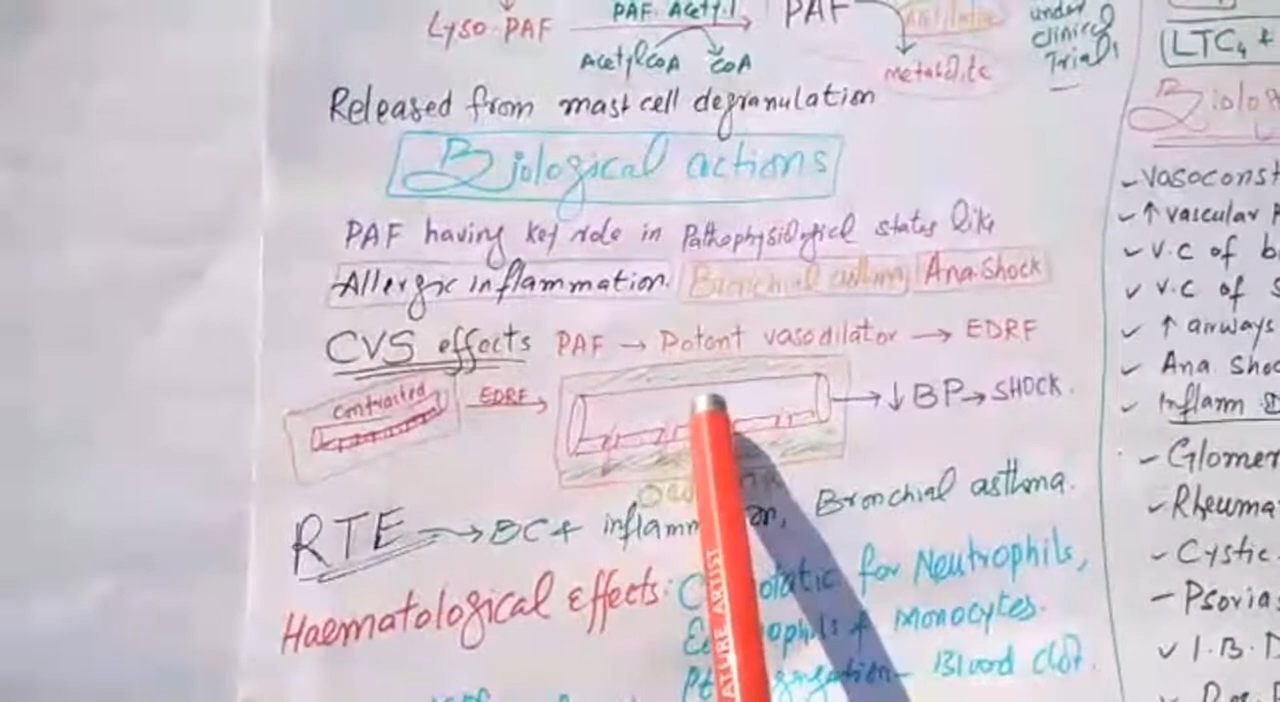 PAF Acetyl
Lyso PAF PAF
AcetylCoA CoA
metabolite
under
clinical
Trials
Released from mast cell degranulation
Biological actions
PAF having key role in Pathophysiological status like
Allergic inflammation. Bronchial asthma Ana. Shock
CVS effects PAF → Potent vasodilator → EDRF
Contracted EDRF → → ↓ BP → SHOCK.
RTE → BC + Bronchial asthma.
Haematological effects: for Neutrophils,
& monocytes.
Blood clot.
LTC4 +
- Vasoconst
- ↑ vascular
- V.C of b
✓ V.C of S
✓ ↑ airways
✓ Ana. Shoc
✓ Inflam
- Glomer
- Rheuma
- Cystic
- Psoria
✓ I.B.D